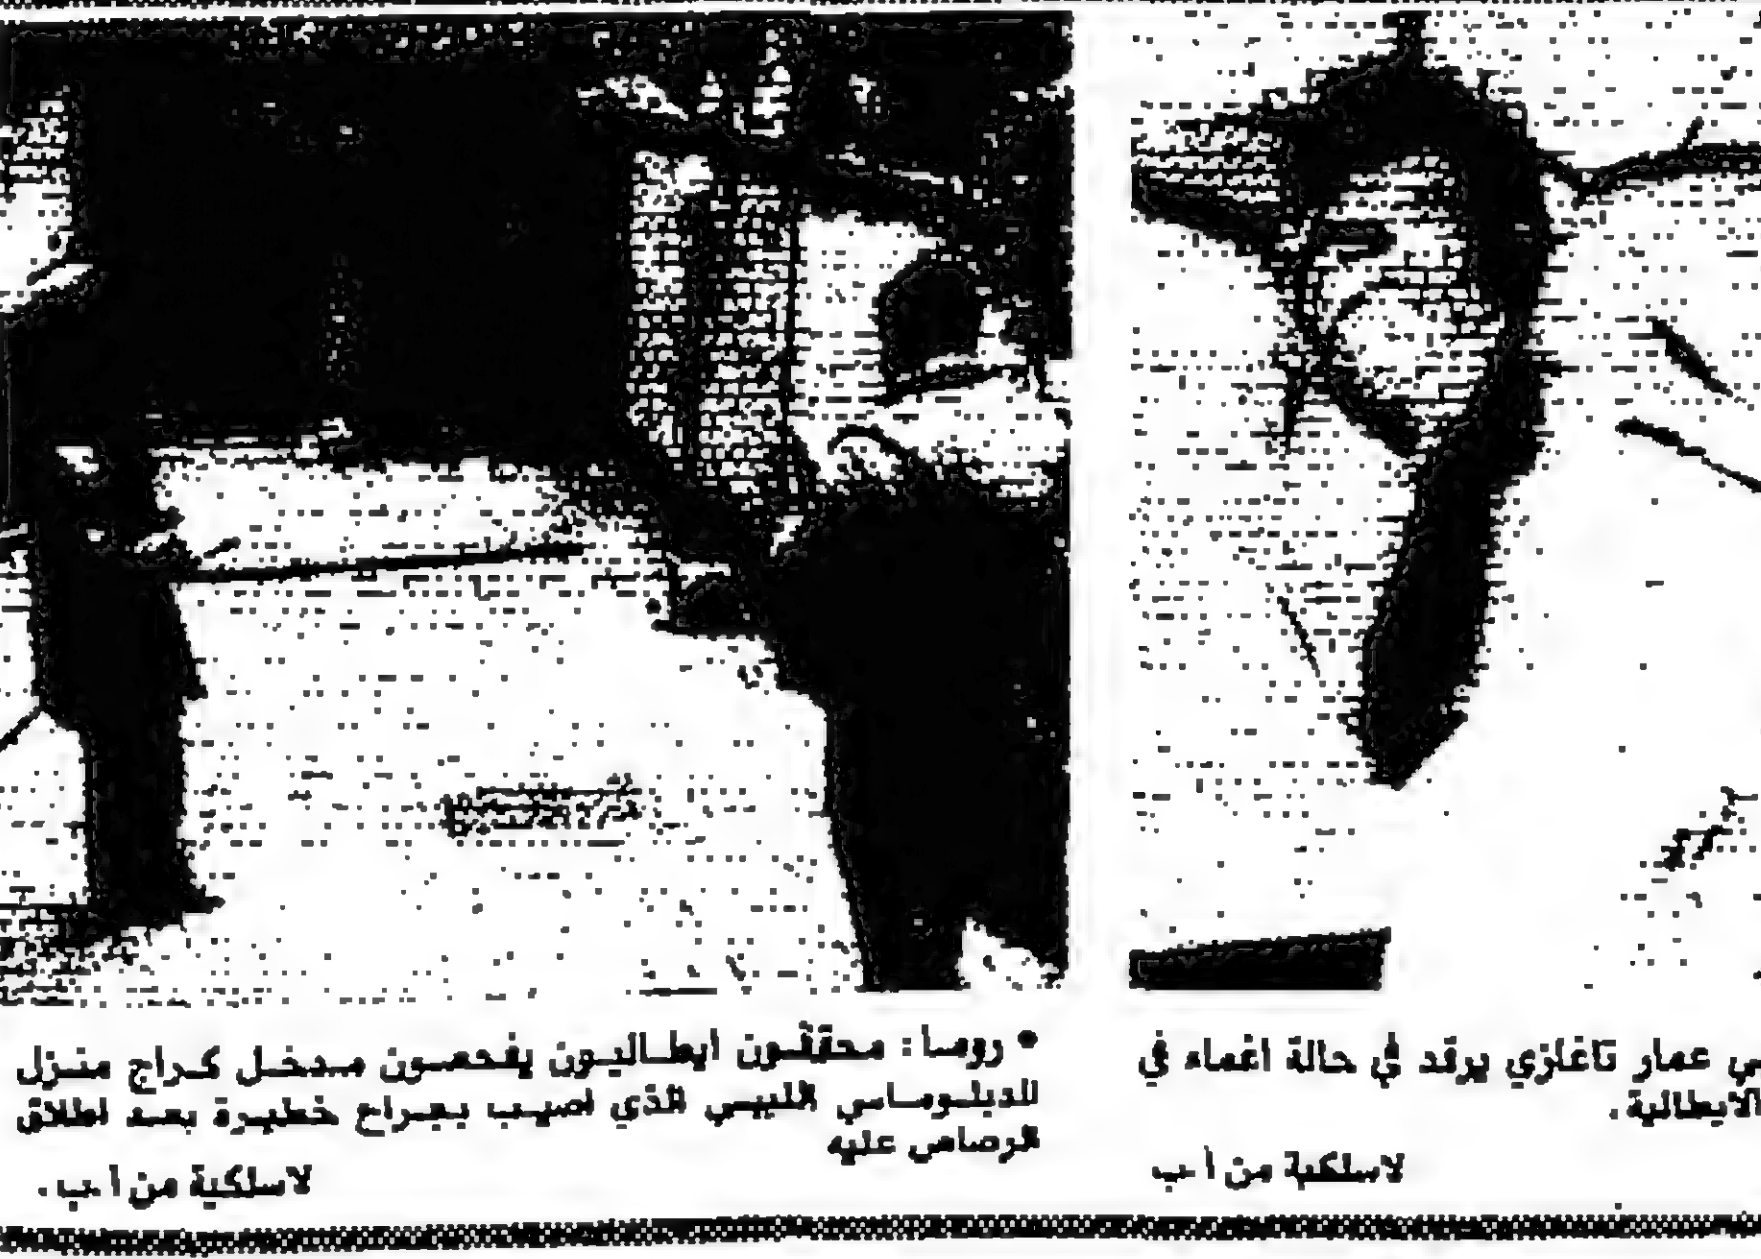 عمار تاغازي يرقد في حالة اغماء في
الايطالية.
لاسلكية من أ ب
• روما: محققون ايطاليون يفحصون مدخل كراج منزل
الدبلوماسي الليبي الذي اصيب بجراح خطيرة بعد اطلاق
الرصاص عليه
لاسلكية من أ ب.